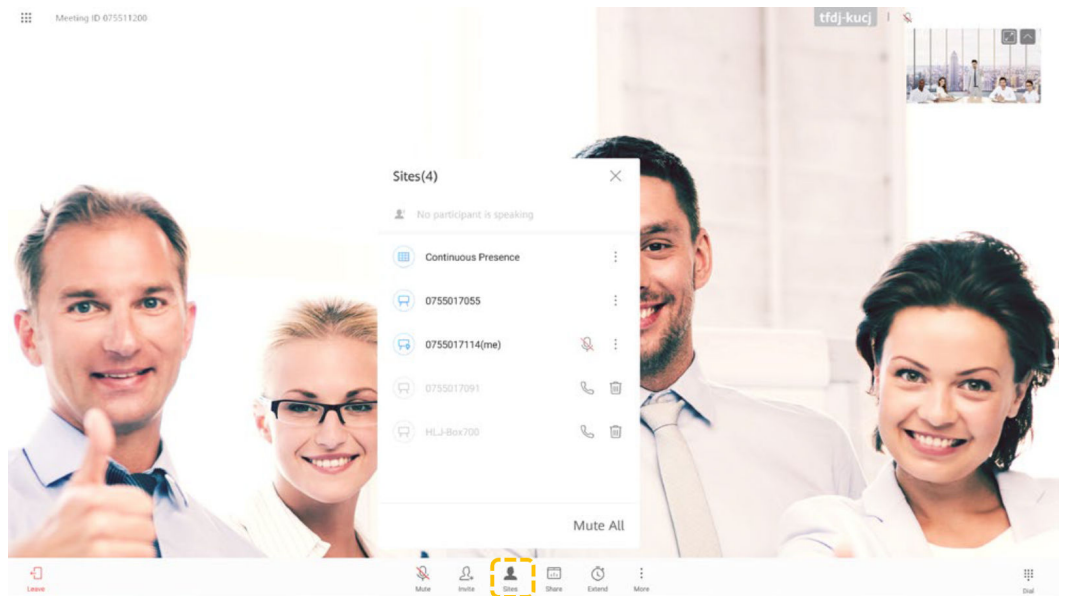 Meeting ID 075511200
tfdj-kucj
Sites(4)
No participant is speaking
Continuous Presence
0755017055
0755017114(me)
0755017091
HLJ-Box700
Mute All
Leave
Mute
Invite
Sites
Share
Extend
More
Dial